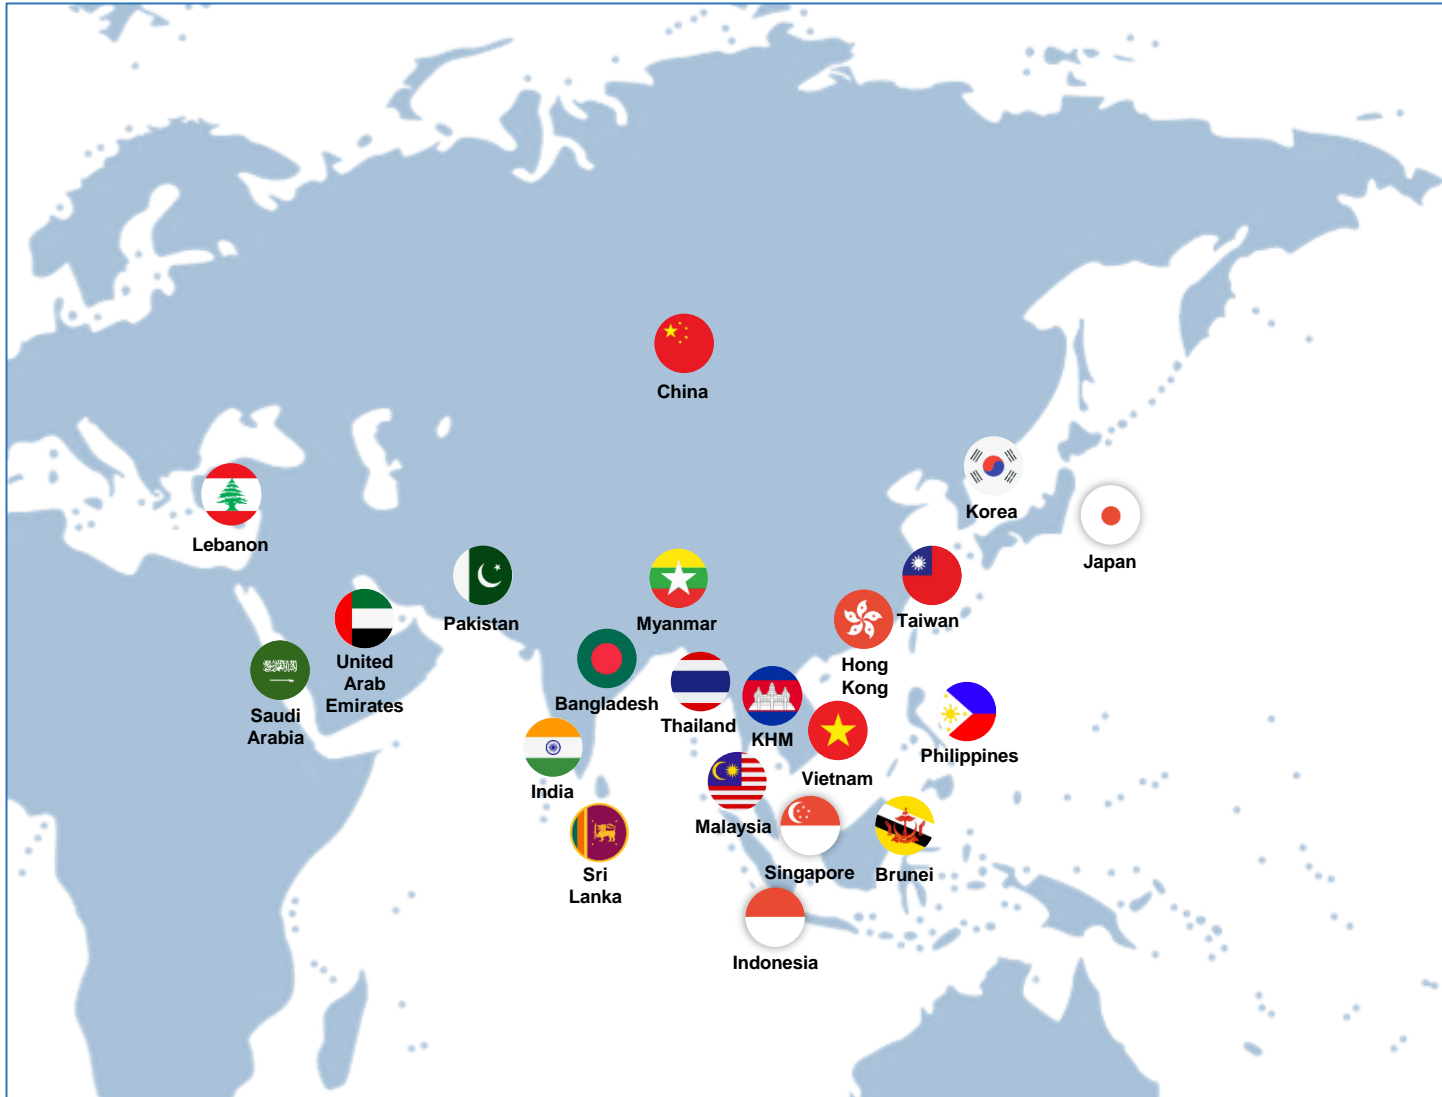 China
Korea
Lebanon
Japan
Pakistan
Myanmar
Taiwan
United
Arab
Emirates
Hong
Kong
Bangladesh
Saudi
Arabia
Thailand
KHM
Vietnam
Philippines
India
Malaysia
Singapore
Brunei
Sri
Lanka
Indonesia